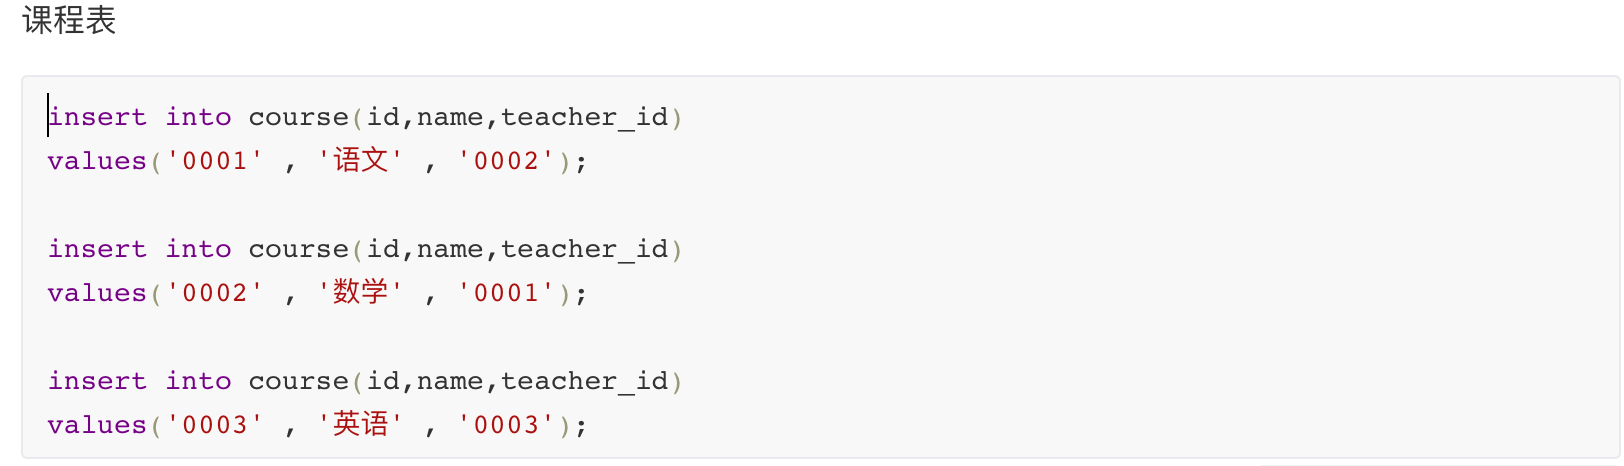 课程表
insert into course(id,name,teacher_id)
values('0001' , '语文' , '0002');
insert into course(id,name,teacher_id)
values('0002' , '数学' , '0001');
insert into course(id,name,teacher_id)
values('0003' , '英语' , '0003');